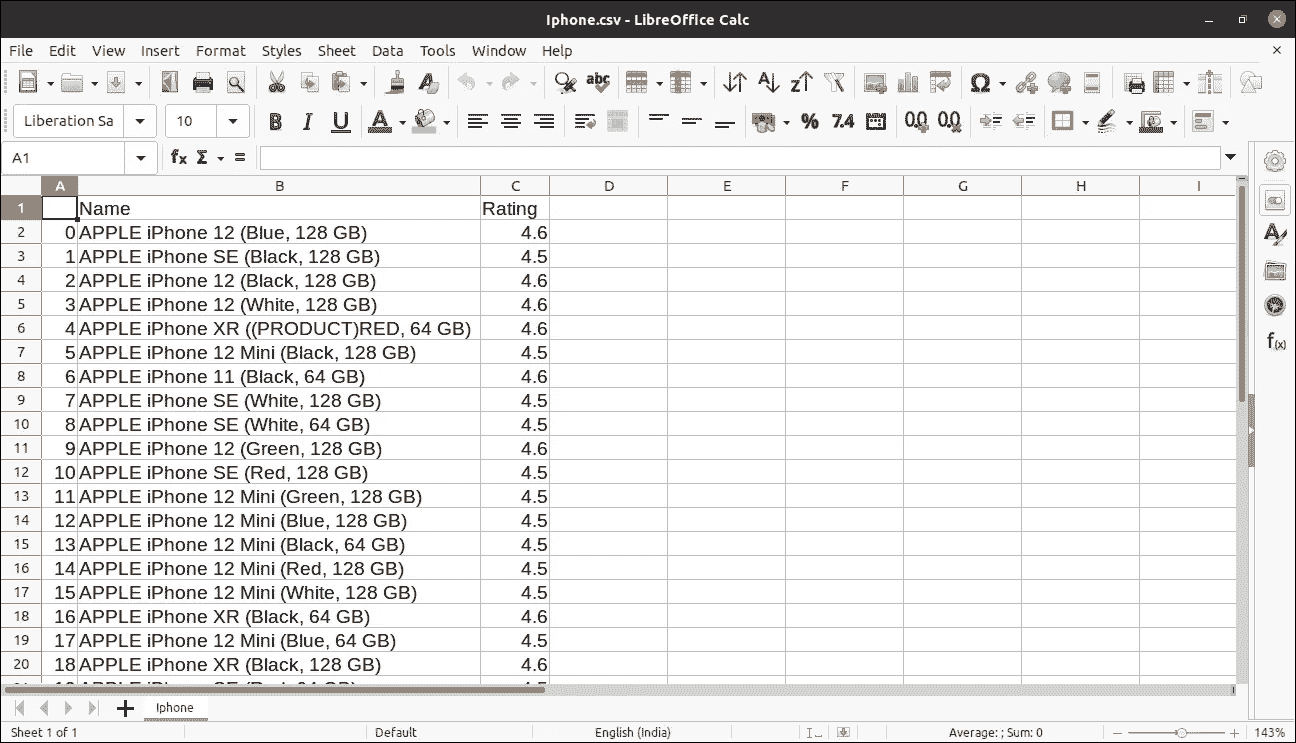 Iphone.csv - LibreOffice Calc
File Edit View Insert Format Styles Sheet Data Tools Window Help
abc Ω
Liberation Sa 10 B I U A % 7.4 0.0 0.0
A1 fx Σ =
A B C D E F G H I
1 Name Rating
2 0 APPLE iPhone 12 (Blue, 128 GB) 4.6
3 1 APPLE iPhone SE (Black, 128 GB) 4.5
4 2 APPLE iPhone 12 (Black, 128 GB) 4.6
5 3 APPLE iPhone 12 (White, 128 GB) 4.6
6 4 APPLE iPhone XR ((PRODUCT)RED, 64 GB) 4.6
7 5 APPLE iPhone 12 Mini (Black, 128 GB) 4.5
8 6 APPLE iPhone 11 (Black, 64 GB) 4.6
9 7 APPLE iPhone SE (White, 128 GB) 4.5
10 8 APPLE iPhone SE (White, 64 GB) 4.5
11 9 APPLE iPhone 12 (Green, 128 GB) 4.6
12 10 APPLE iPhone SE (Red, 128 GB) 4.5
13 11 APPLE iPhone 12 Mini (Green, 128 GB) 4.5
14 12 APPLE iPhone 12 Mini (Blue, 128 GB) 4.5
15 13 APPLE iPhone 12 Mini (Black, 64 GB) 4.5
16 14 APPLE iPhone 12 Mini (Red, 128 GB) 4.5
17 15 APPLE iPhone 12 Mini (White, 128 GB) 4.5
18 16 APPLE iPhone XR (Black, 64 GB) 4.6
19 17 APPLE iPhone 12 Mini (Blue, 64 GB) 4.5
20 18 APPLE iPhone XR (Black, 128 GB) 4.6
Iphone
Sheet 1 of 1 Default English (India) Average: ; Sum: 0 143%